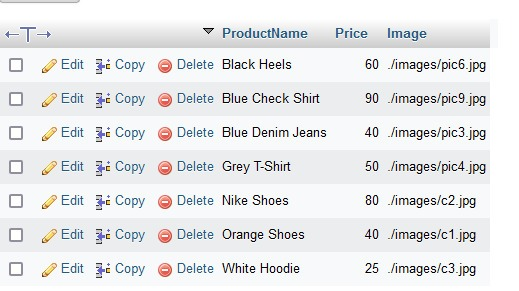 ProductName Price Image
Edit Copy Delete Black Heels 60 ./images/pic6.jpg
Edit Copy Delete Blue Check Shirt 90 ./images/pic9.jpg
Edit Copy Delete Blue Denim Jeans 40 ./images/pic3.jpg
Edit Copy Delete Grey T-Shirt 50 ./images/pic4.jpg
Edit Copy Delete Nike Shoes 80 ./images/c2.jpg
Edit Copy Delete Orange Shoes 40 ./images/c1.jpg
Edit Copy Delete White Hoodie 25 ./images/c3.jpg